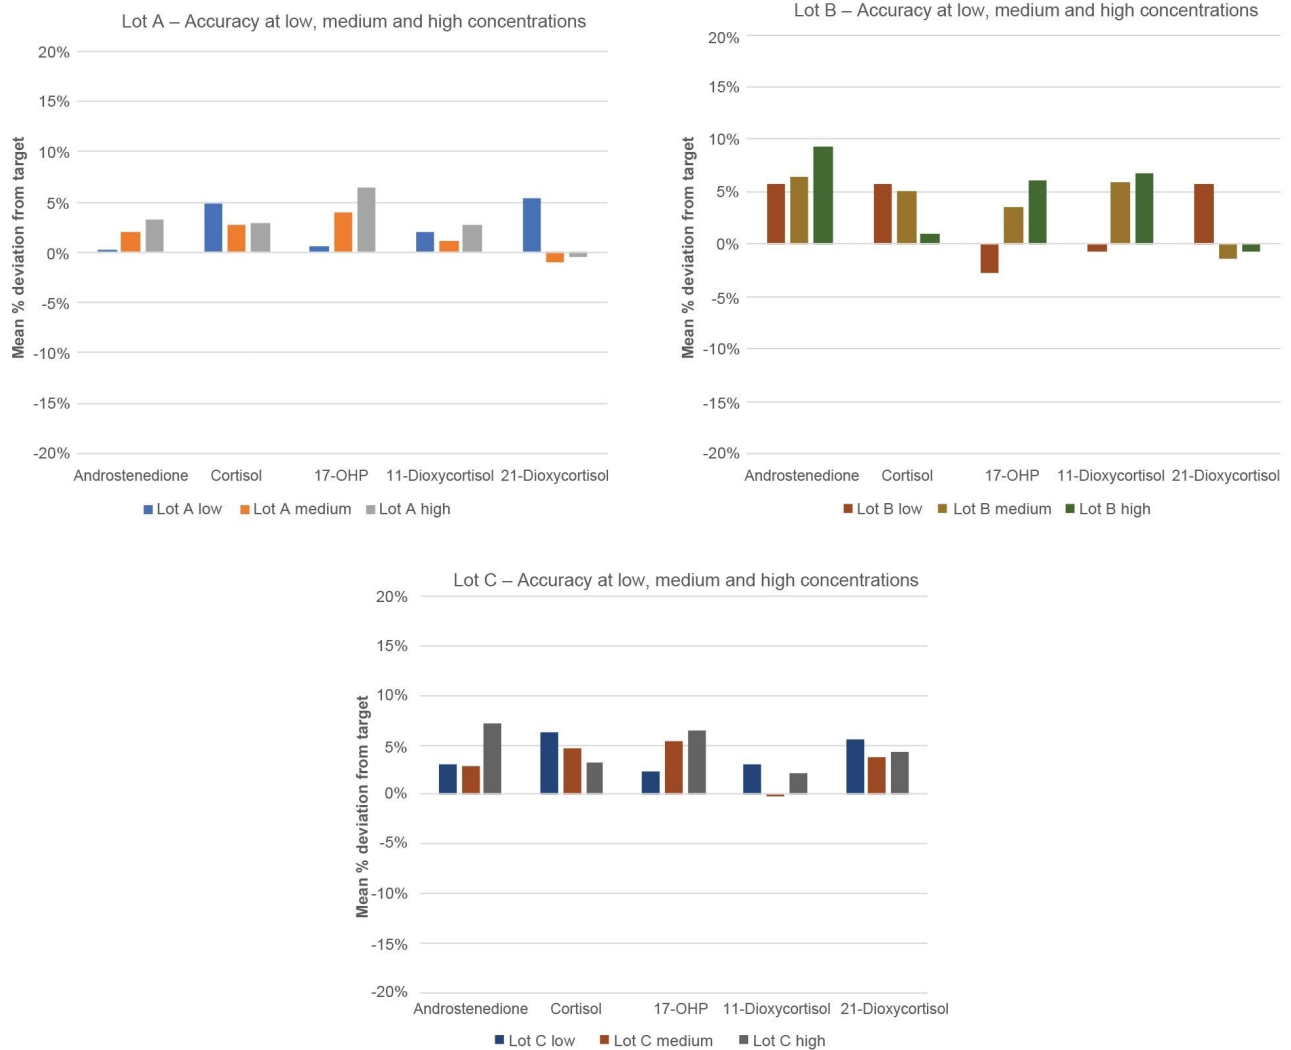 Lot A – Accuracy at low, medium and high concentrations
Mean % deviation from target
20%
15%
10%
5%
0%
-5%
-10%
-15%
-20%
Androstenedione Cortisol 17-OHP 11-Dioxycortisol 21-Dioxycortisol
Lot A low Lot A medium Lot A high
Lot B – Accuracy at low, medium and high concentrations
Mean % deviation from target
20%
15%
10%
5%
0%
-5%
-10%
-15%
-20%
Androstenedione Cortisol 17-OHP 11-Dioxycortisol 21-Dioxycortisol
Lot B low Lot B medium Lot B high
Lot C – Accuracy at low, medium and high concentrations
Mean % deviation from target
20%
15%
10%
5%
0%
-5%
-10%
-15%
-20%
Androstenedione Cortisol 17-OHP 11-Dioxycortisol 21-Dioxycortisol
Lot C low Lot C medium Lot C high